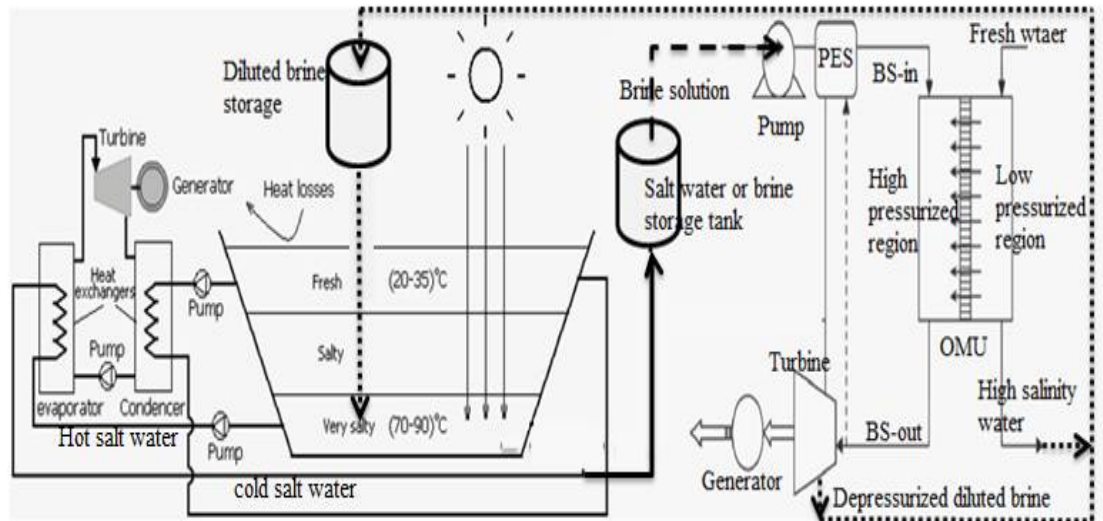 Diluted brine
storage
Brine solution
Pump
PES
BS-in
Fresh wtaer
Turbine
Generator
Heat losses
Salt water or brine
storage tank
High
pressurized
region
Low
pressurized
region
Heat
exchangers
Pump
Pump
Fresh (20-35)°C
Salty
Very salty (70-90)°C
evaporator
Condencer
Pump
Hot salt water
cold salt water
OMU
Turbine
High salinity
water
BS-out
Generator
Depressurized diluted brine